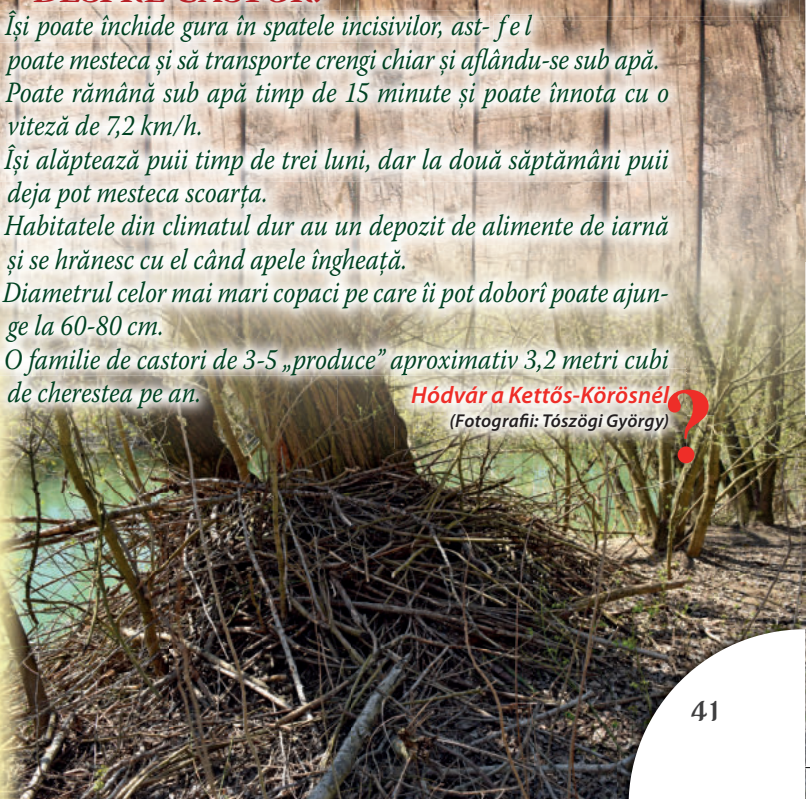 DESPRE CASTOR?
Își poate închide gura în spatele incisivilor, ast- f e l
poate mesteca și să transporte crengi chiar și aflându-se sub apă.
Poate rămână sub apă timp de 15 minute și poate înnota cu o
viteză de 7,2 km/h.
Își alăptează puii timp de trei luni, dar la două săptămâni puii
deja pot mesteca scoarța.
Habitatele din climatul dur au un depozit de alimente de iarnă
și se hrănesc cu el când apele îngheață.
Diametrul celor mai mari copaci pe care îi pot doborî poate ajun-
ge la 60-80 cm.
O familie de castori de 3-5 „produce” aproximativ 3,2 metri cubi
de cherestea pe an.
Hódvár a Kettős-Körösnél
(Fotografii: Tószögi György)
?
41